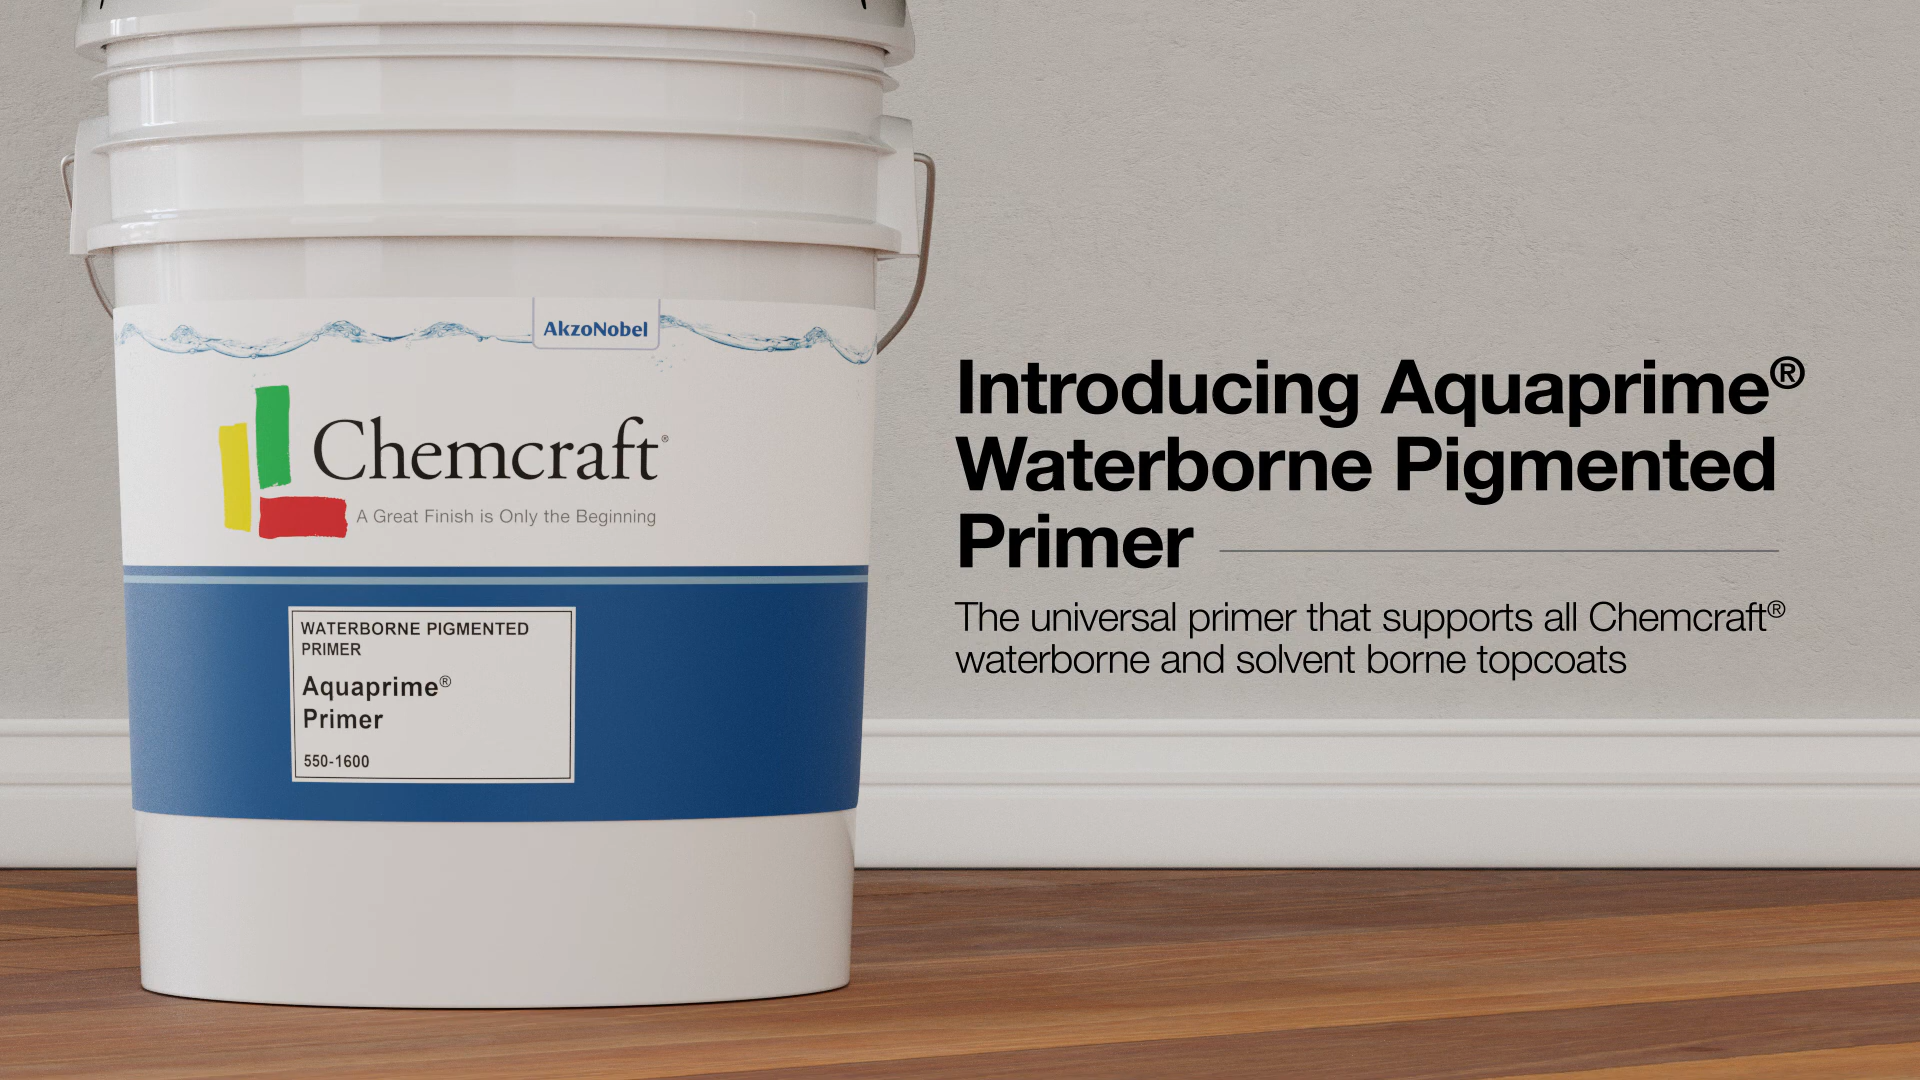 AkzoNobel
Chemcraft®
A Great Finish is Only the Beginning
WATERBORNE PIGMENTED
PRIMER
Aquaprime®
Primer
550-1600
Introducing Aquaprime®
Waterborne Pigmented
Primer
The universal primer that supports all Chemcraft®
waterborne and solvent borne topcoats